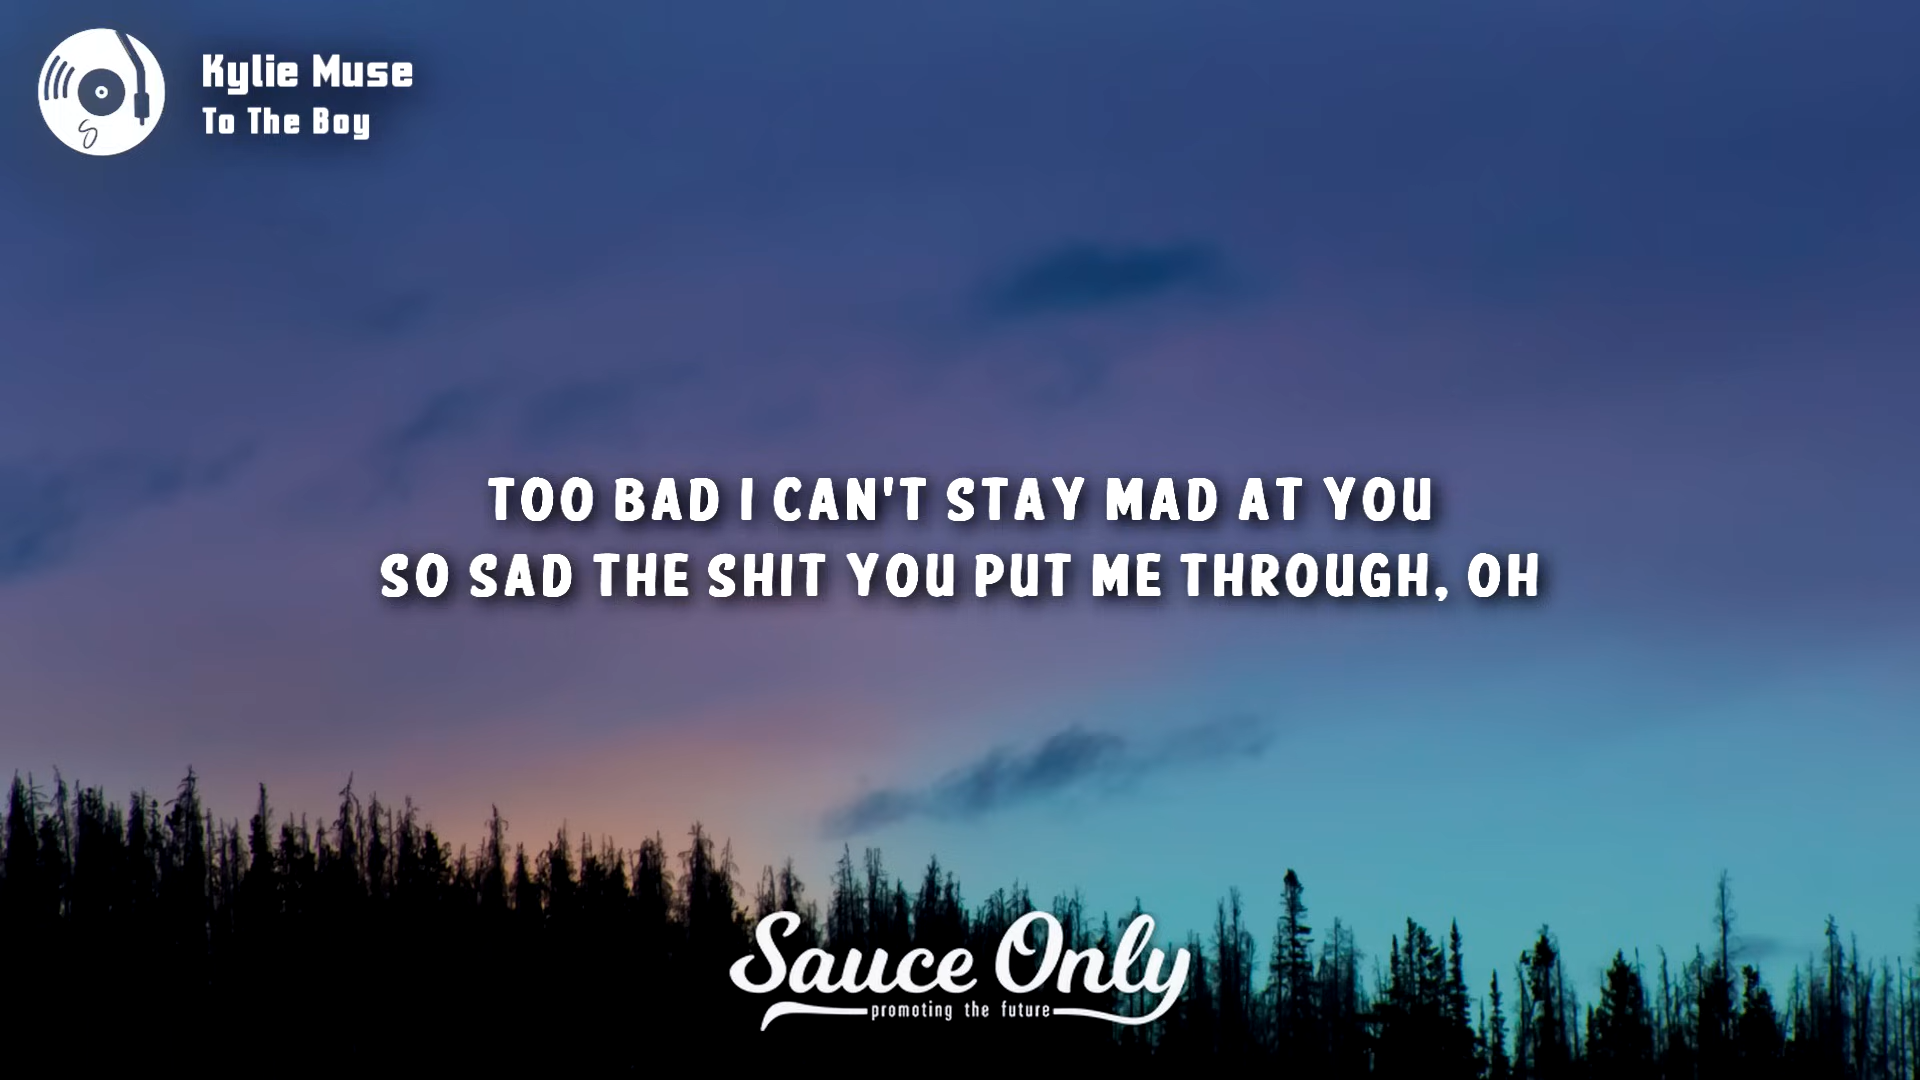 Kylie Muse
To The Boy
TOO BAD I CAN'T STAY MAD AT YOU
SO SAD THE SHIT YOU PUT ME THROUGH, OH
Sauce Only
promoting the future